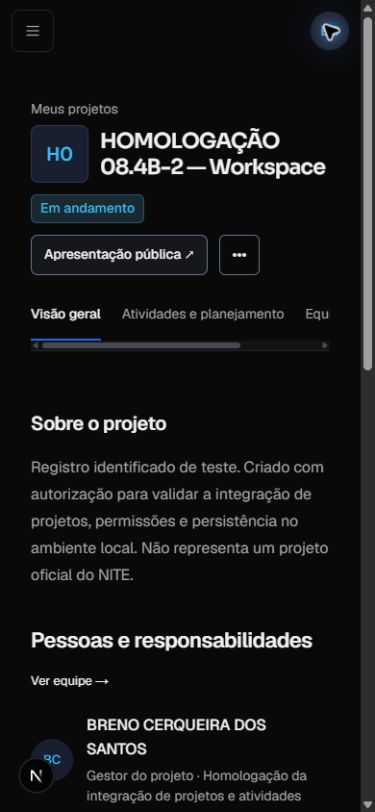 Meus projetos
H0
HOMOLOGAÇÃO
08.4B-2 — Workspace
Em andamento
Apresentação pública ↗
•••
Visão geral
Atividades e planejamento
Equi
Sobre o projeto
Registro identificado de teste. Criado com
autorização para validar a integração de
projetos, permissões e persistência no
ambiente local. Não representa um projeto
oficial do NITE.
Pessoas e responsabilidades
Ver equipe →
BRENO CERQUEIRA DOS
SANTOS
BC
N
Gestor do projeto · Homologação da
integração de projetos e atividades